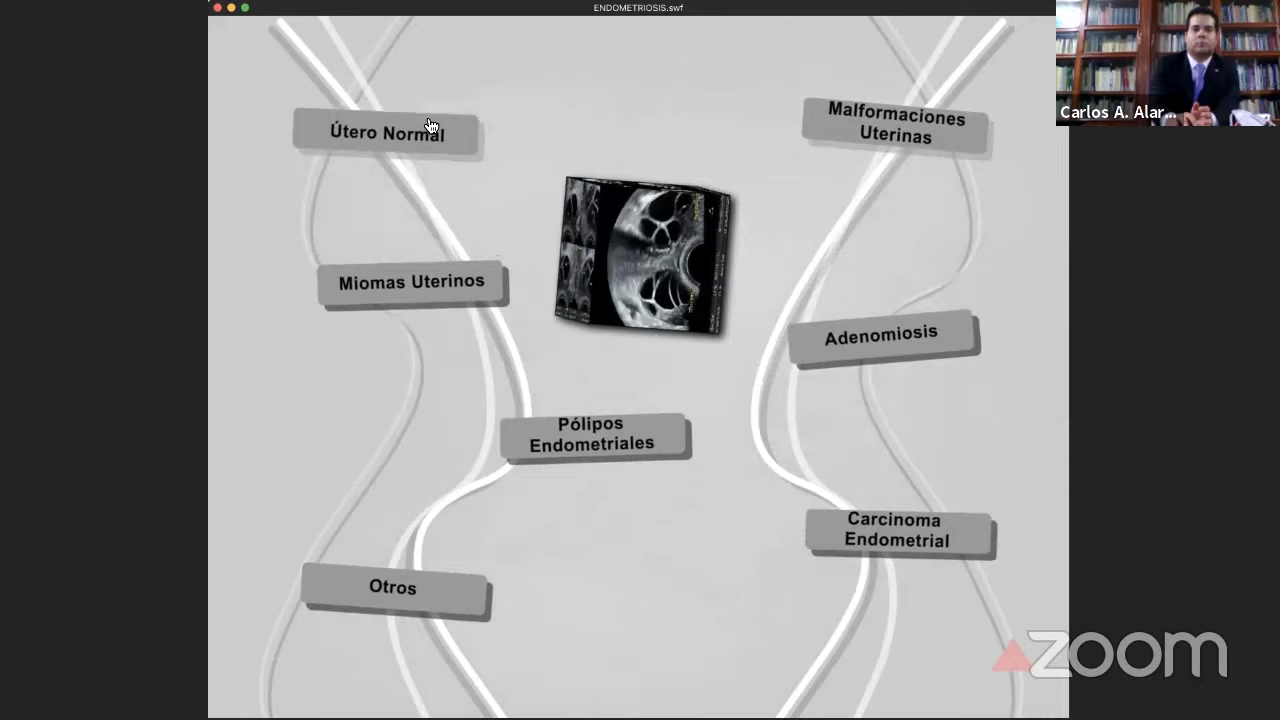 ENDOMETRIOSIS.swf
Útero Normal
Malformaciones
Uterinas
Carlos A. Alar...
Miomas Uterinos
Adenomiosis
Pólipos
Endometriales
Carcinoma
Endometrial
Otros
zoom